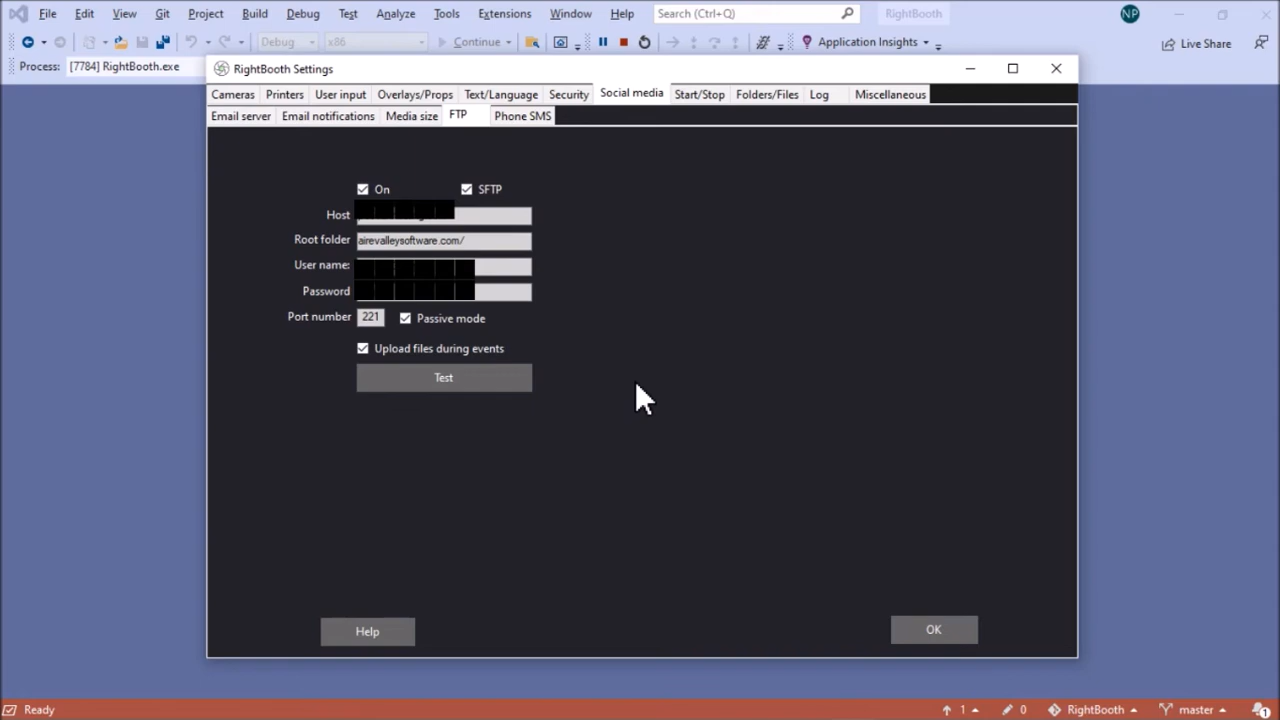 File Edit View Git Project Build Debug Test Analyze Tools Extensions Window Help Search (Ctrl+Q) RightBooth NP
Debug x86 Continue Application Insights Live Share
Process: [7784] RightBooth.exe
RightBooth Settings
Cameras Printers User input Overlays/Props Text/Language Security Social media Start/Stop Folders/Files Log Miscellaneous
Email server Email notifications Media size FTP Phone SMS
On SFTP
Host
Root folder airevalleysoftware.com/
User name:
Password
Port number 221 Passive mode
Upload files during events
Test
Help OK
Ready 1 0 RightBooth master 1